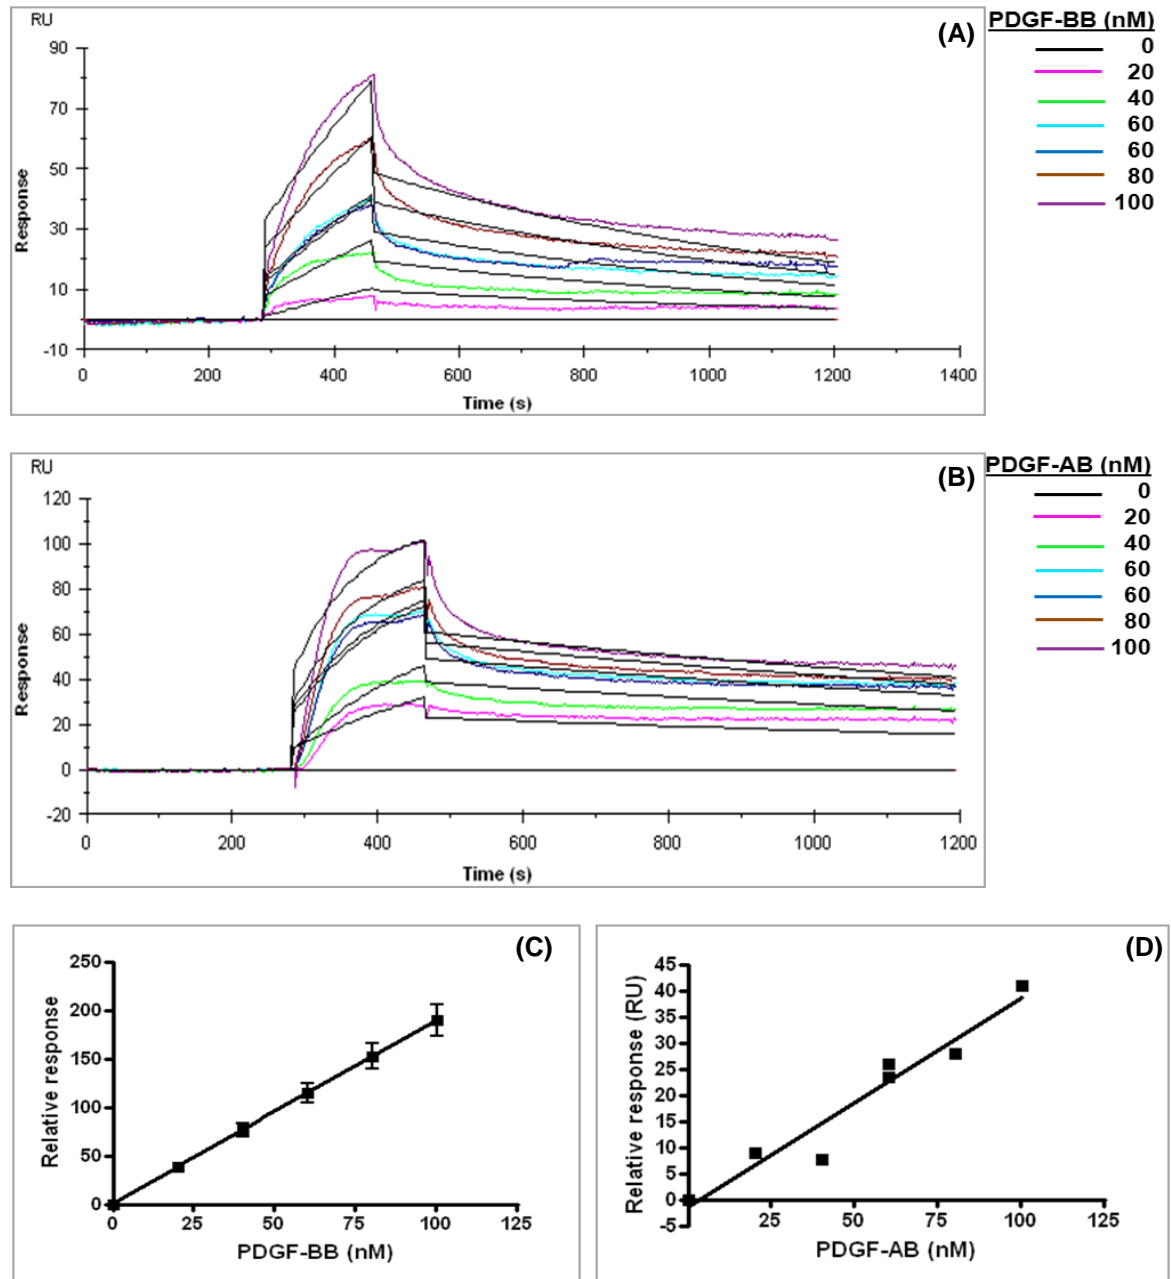 RU
(A)
90
70
50
30
10
-10
Response
0 200 400 600 800 1000 1200 1400
Time (s)
PDGF-BB (nM)
0
20
40
60
60
80
100
RU
(B)
120
100
80
60
40
20
0
-20
Response
0 200 400 600 800 1000 1200
Time (s)
PDGF-AB (nM)
0
20
40
60
60
80
100
(C)
250
200
150
100
50
0
Relative response
0 25 50 75 100 125
PDGF-BB (nM)
(D)
45
40
35
30
25
20
15
10
5
0
-5
Relative response (RU)
25 50 75 100 125
PDGF-AB (nM)